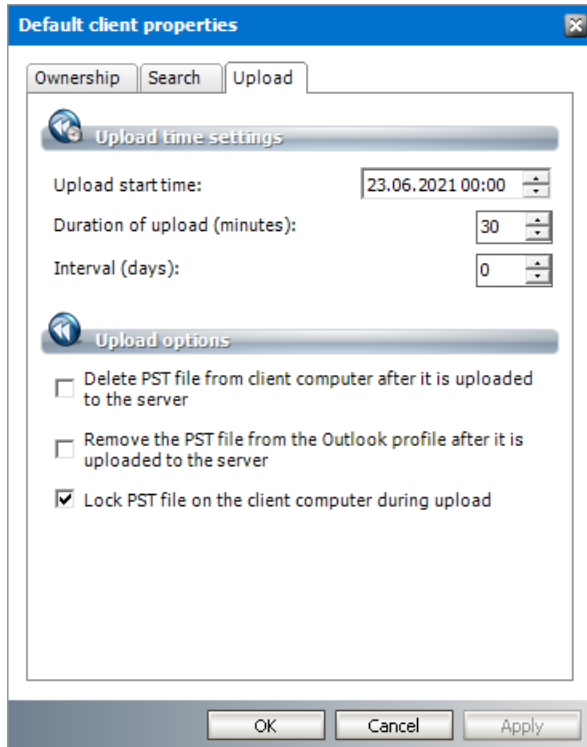 Default client properties
Ownership Search Upload
Upload time settings
Upload start time: 23.06.2021 00:00
Duration of upload (minutes): 30
Interval (days): 0
Upload options
Delete PST file from client computer after it is uploaded
to the server
Remove the PST file from the Outlook profile after it is
uploaded to the server
Lock PST file on the client computer during upload
OK Cancel Apply